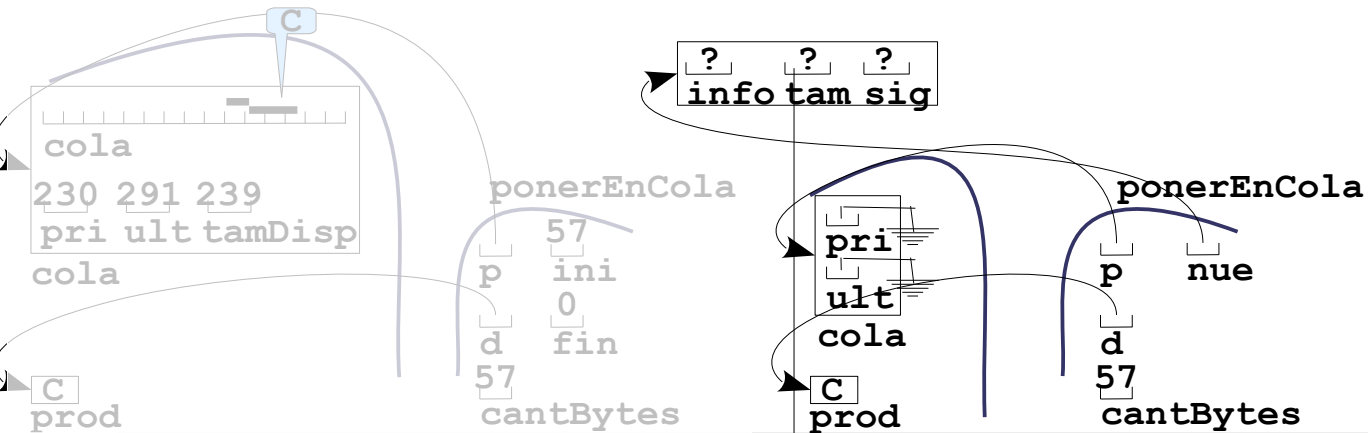 C
cola
230 291 239
pri ult tamDisp
cola
ponerEnCola
57
p ini
0
d fin
57
cantBytes
C
prod
? ? ?
info tam sig
ponerEnCola
pri
p nue
ult
cola
d
57
cantBytes
C
prod